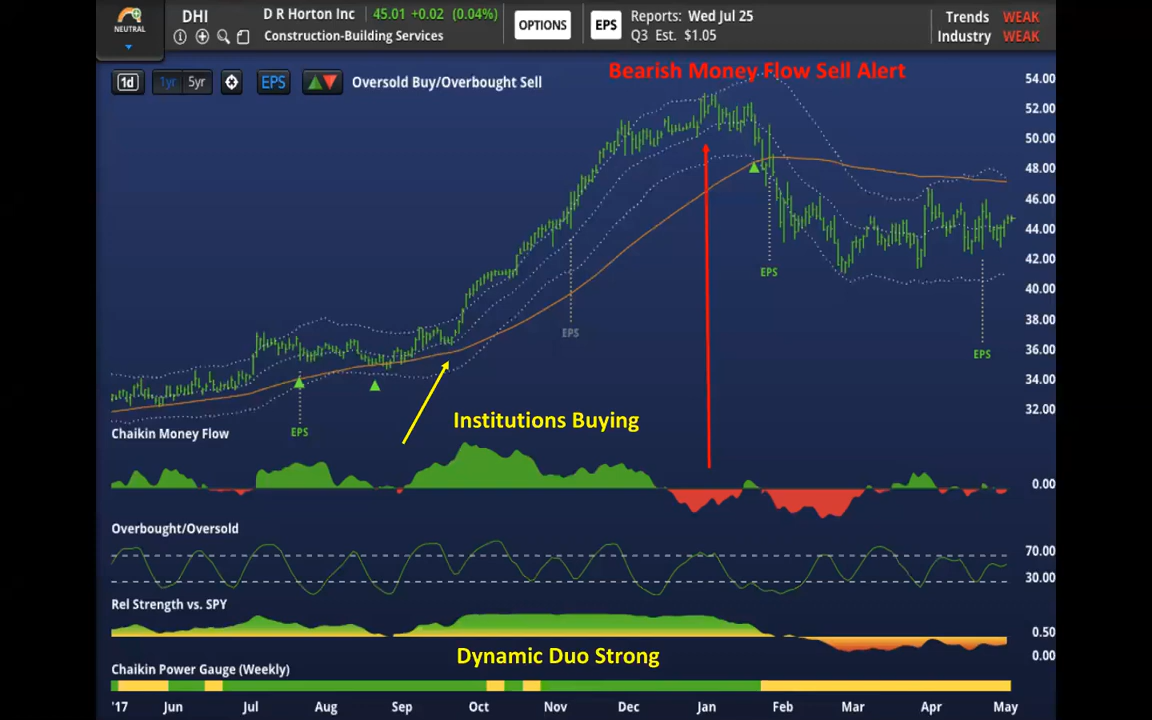 NEUTRAL
DHI
D R Horton Inc 45.01 +0.02 (0.04%)
Construction-Building Services
OPTIONS
EPS
Reports: Wed Jul 25
Q3 Est. $1.05
Trends WEAK
Industry WEAK
1d 1yr 5yr EPS Oversold Buy/Overbought Sell
Bearish Money Flow Sell Alert
54.00
52.00
50.00
48.00
46.00
44.00
42.00
40.00
38.00
36.00
34.00
32.00
EPS
EPS
EPS
EPS
Institutions Buying
Chaikin Money Flow
0.00
Overbought/Oversold
70.00
30.00
Rel Strength vs. SPY
0.50
0.00
Dynamic Duo Strong
Chaikin Power Gauge (Weekly)
'17 Jun Jul Aug Sep Oct Nov Dec Jan Feb Mar Apr May